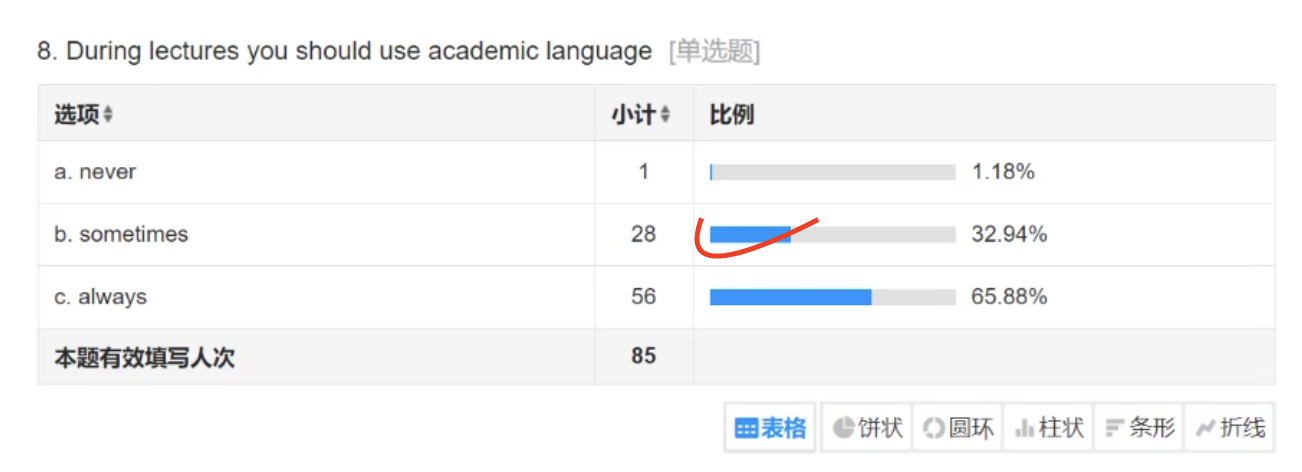 8. During lectures you should use academic language [单选题]
选项 小计 比例
a. never 1 1.18%
b. sometimes 28 32.94%
c. always 56 65.88%
本题有效填写人次 85
表格 饼状 圆环 柱状 条形 折线